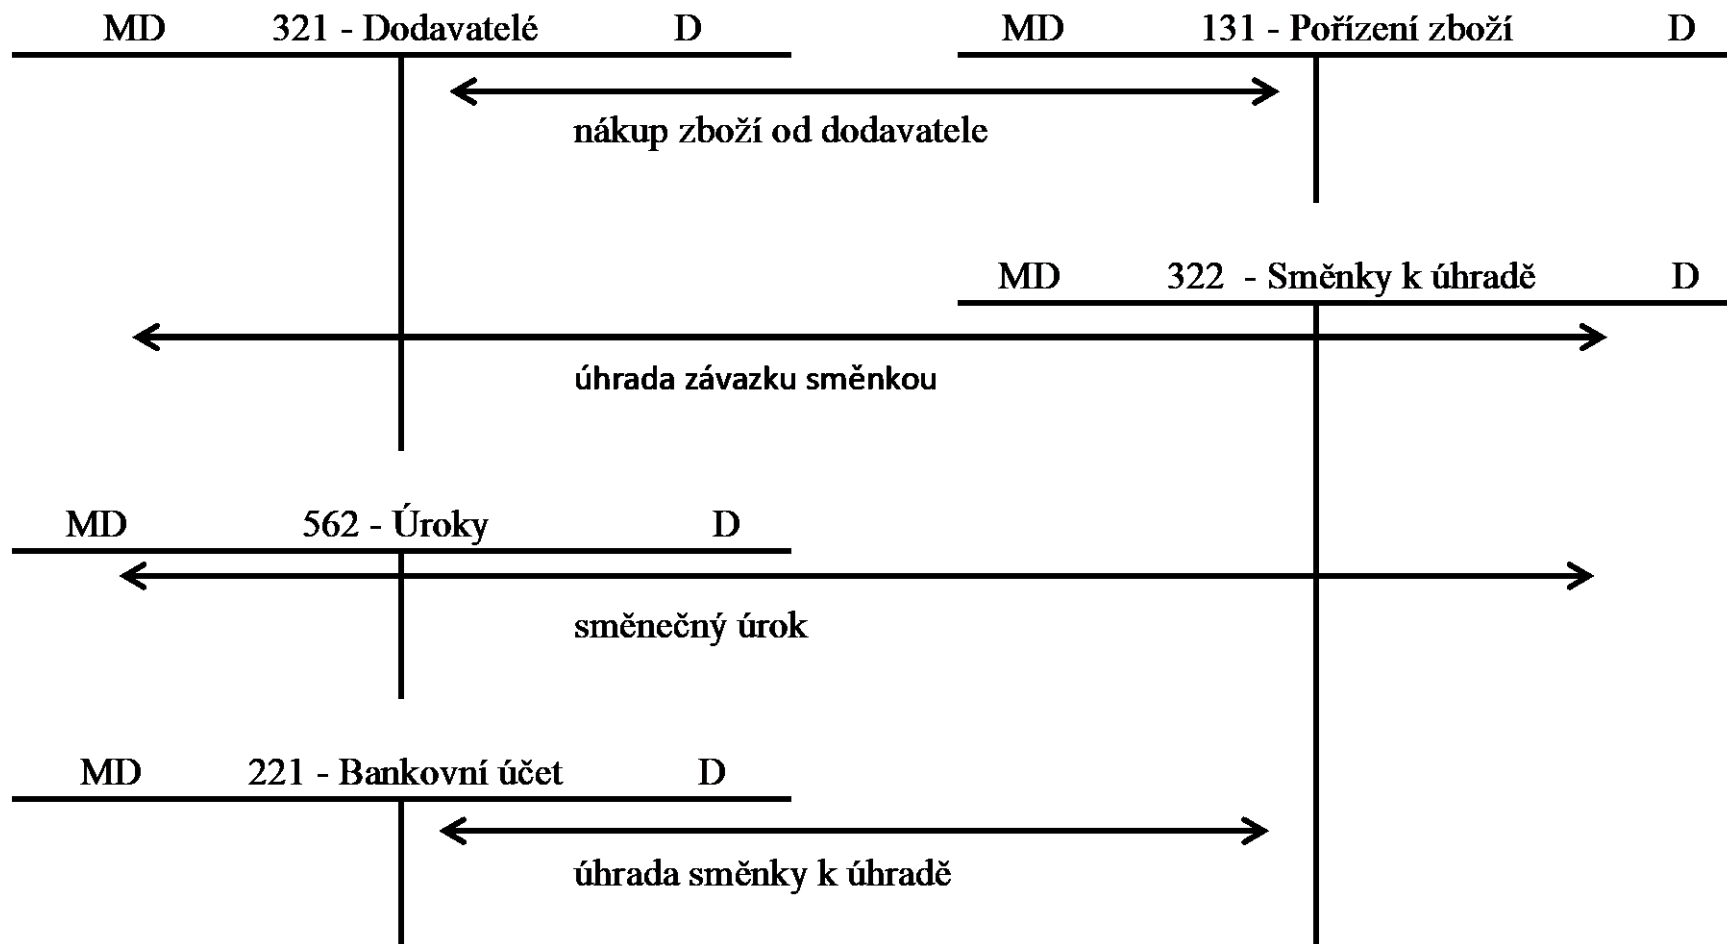 MD 321 - Dodavatelé D MD 131 - Pořízení zboží D
nákup zboží od dodavatele
MD 322 - Směnky k úhradě D
úhrada závazku směnkou
MD 562 - Úroky D
směnečný úrok
MD 221 - Bankovní účet D
úhrada směnky k úhradě